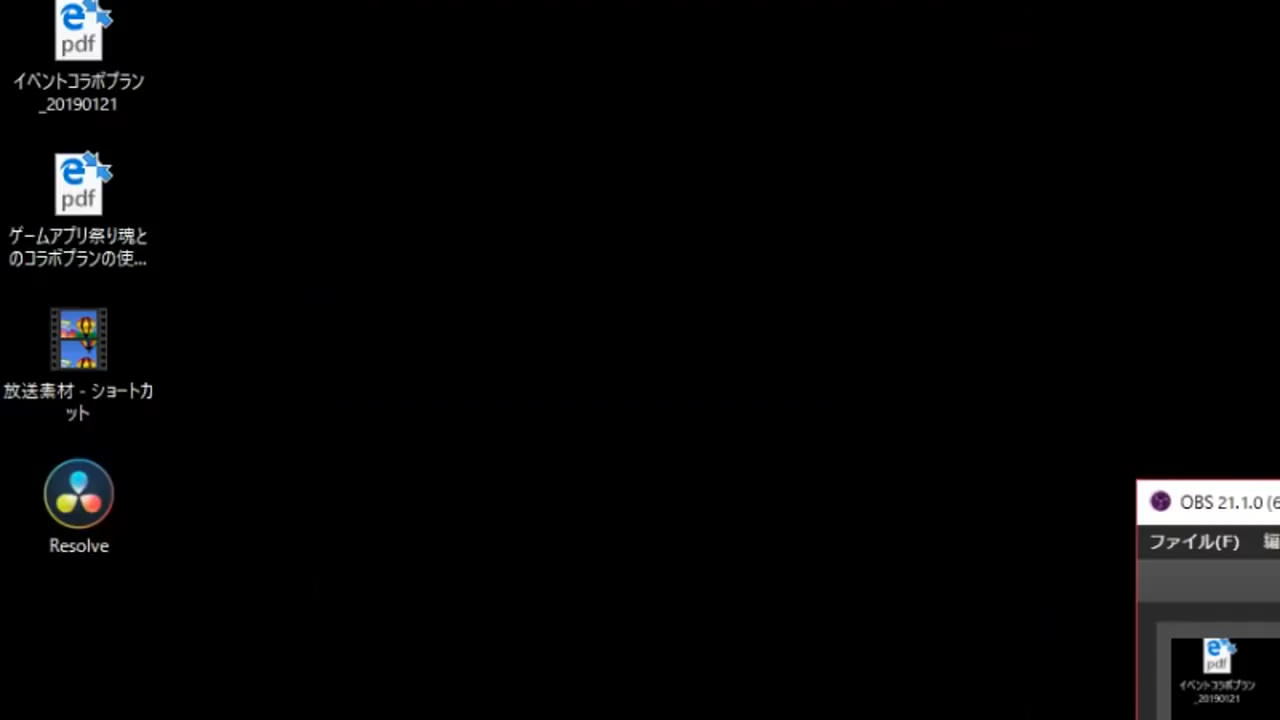 pdf
イベントコラボプラン
_20190121
pdf
ゲームアプリ祭り魂と
のコラボプランの使...
放送素材 - ショートカ
ット
Resolve
OBS 21.1.0 (6
ファイル(F) 編
pdf
イベントコラボプラン
_20190121